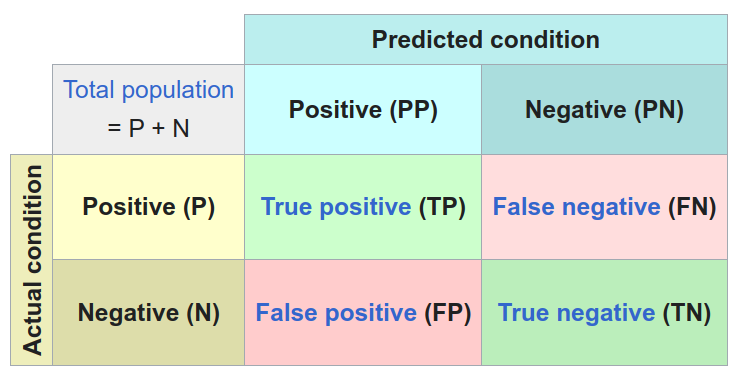 Predicted condition
Total population
= P + N
Positive (PP)
Negative (PN)
Actual condition
Positive (P)
True positive (TP)
False negative (FN)
Negative (N)
False positive (FP)
True negative (TN)